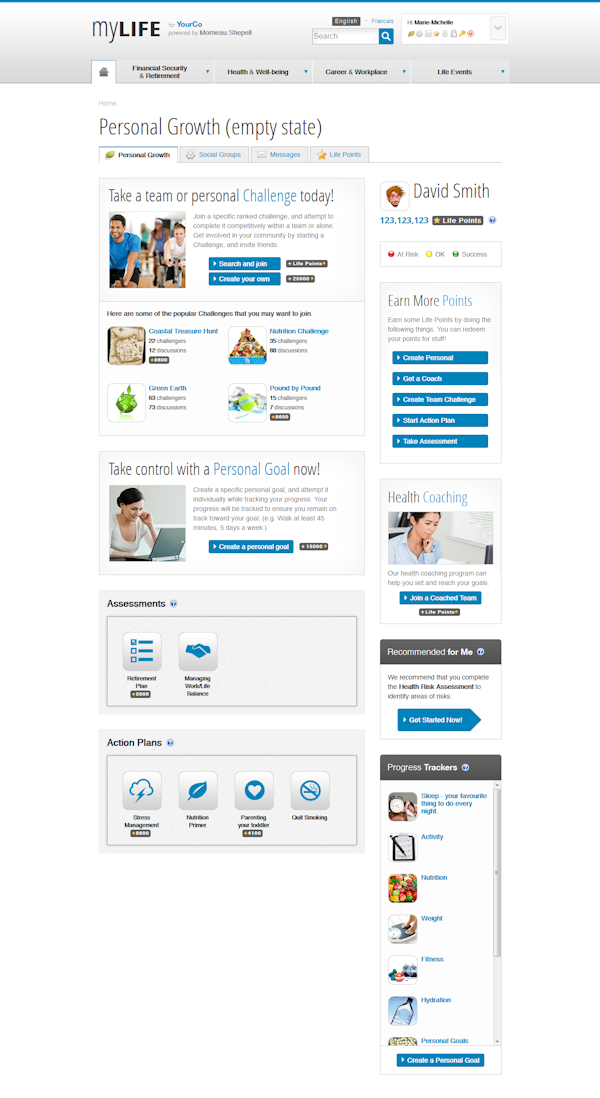 myLIFE
for YourCo
powered by Morneau Shepell
English
Francais
Search
Hi Marie-Michelle
Financial Security
& Retirement
Health & Well-being
Career & Workplace
Life Events
Home
Personal Growth (empty state)
Personal Growth
Social Groups
Messages
Life Points
Take a team or personal Challenge today!
Join a specific ranked challenge, and attempt to
complete it competitively within a team or alone.
Get involved in your community by starting a
Challenge, and invite friends.
Search and join
+ Life Points
Create your own
+ 25000
Here are some of the popular Challenges that you may want to join.
Coastal Treasure Hunt
22 challengers
12 discussions
8600
Nutrition Challenge
35 challengers
88 discussions
Green Earth
63 challengers
73 discussions
Pound by Pound
15 challengers
7 discussions
8600
Take control with a Personal Goal now!
Create a specific personal goal, and attempt it
individually while tracking your progress. Your
progress will be tracked to ensure you remain on
track toward your goal. (e.g. Walk at least 45
minutes, 5 days a week.)
Create a personal goal
+ 15000
Assessments
Retirement
Plan
5000
Managing
Work/Life
Balance
Action Plans
Stress
Management
8600
Nutrition
Primer
Parenting
your toddler
4100
Quit Smoking
David Smith
123,123,123
Life Points
At Risk
OK
Success
Earn More Points
Earn some Life Points by doing the
following things. You can redeem
your points for stuff!
Create Personal
Get a Coach
Create Team Challenge
Start Action Plan
Take Assessment
Health Coaching
Our health coaching program can
help you set and reach your goals.
Join a Coached Team
+ Life Points
Recommended for Me
We recommend that you complete
the Health Risk Assessment to
identify areas of risks.
Get Started Now!
Progress Trackers
Sleep - your favourite
thing to do every
night.
Activity
Nutrition
Weight
Fitness
Hydration
Personal Goals
Create a Personal Goal